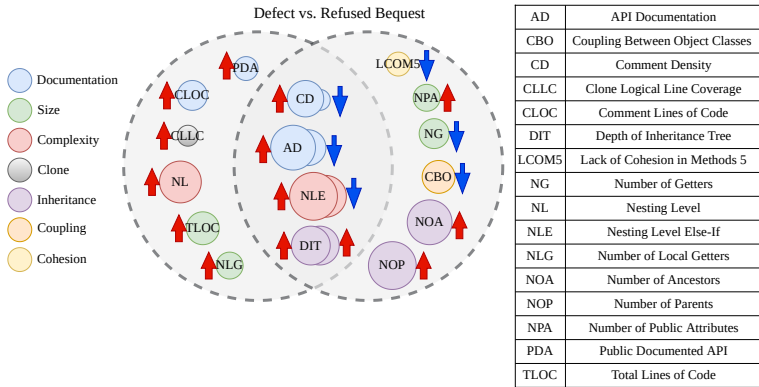 Defect vs. Refused Bequest
Documentation
Size
Complexity
Clone
Inheritance
Coupling
Cohesion
PDA
CLOC
CLLC
NL
TLOC
NLG
CD
AD
NLE
DIT
LCOM5
NPA
NG
CBO
NOA
NOP
AD API Documentation
CBO Coupling Between Object Classes
CD Comment Density
CLLC Clone Logical Line Coverage
CLOC Comment Lines of Code
DIT Depth of Inheritance Tree
LCOM5 Lack of Cohesion in Methods 5
NG Number of Getters
NL Nesting Level
NLE Nesting Level Else-If
NLG Number of Local Getters
NOA Number of Ancestors
NOP Number of Parents
NPA Number of Public Attributes
PDA Public Documented API
TLOC Total Lines of Code